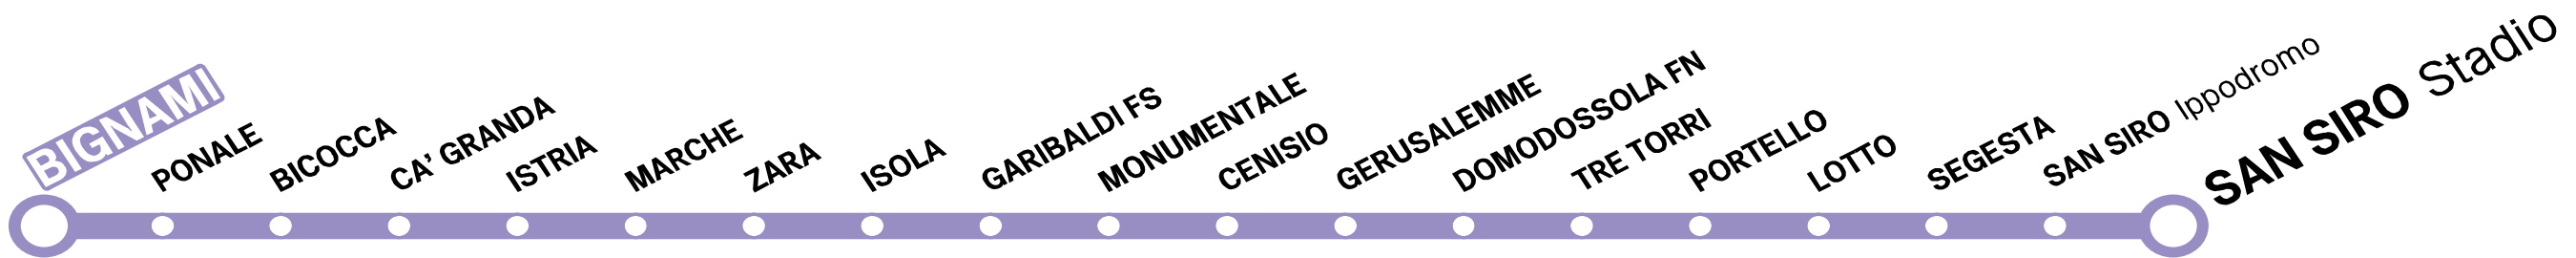 BIGNAMI
PONALE
BICOCCA
CA’ GRANDA
ISTRIA
MARCHE
ZARA
ISOLA
GARIBALDI FS
MONUMENTALE
CENISIO
GERUSALEMME
DOMODOSSOLA FN
TRE TORRI
PORTELLO
LOTTO
SEGESTA
SAN SIRO Ippodromo
SAN SIRO Stadio